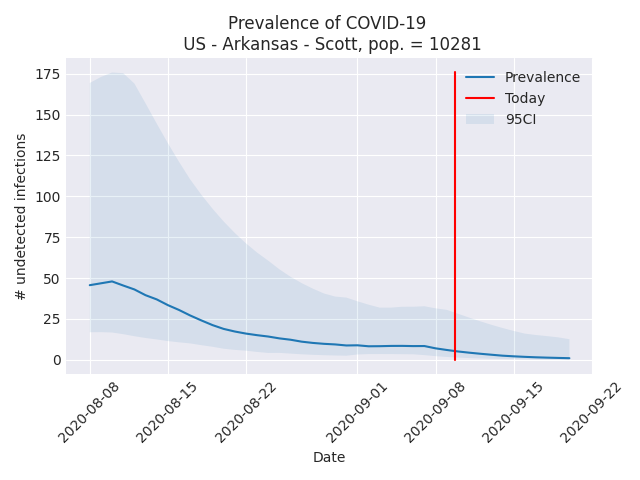 Prevalence of COVID-19
US - Arkansas - Scott, pop. = 10281
Prevalence
Today
95CI
# undetected infections
175
150
125
100
75
50
25
0
2020-08-08
2020-08-15
2020-08-22
2020-09-01
2020-09-08
2020-09-15
2020-09-22
Date